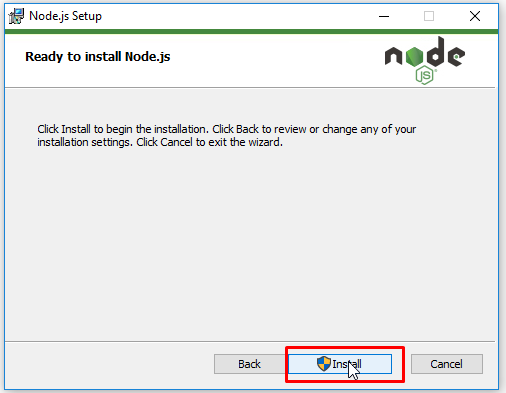 Node.js Setup
Ready to install Node.js
node
JS
Click Install to begin the installation. Click Back to review or change any of your
installation settings. Click Cancel to exit the wizard.
Back
Install
Cancel